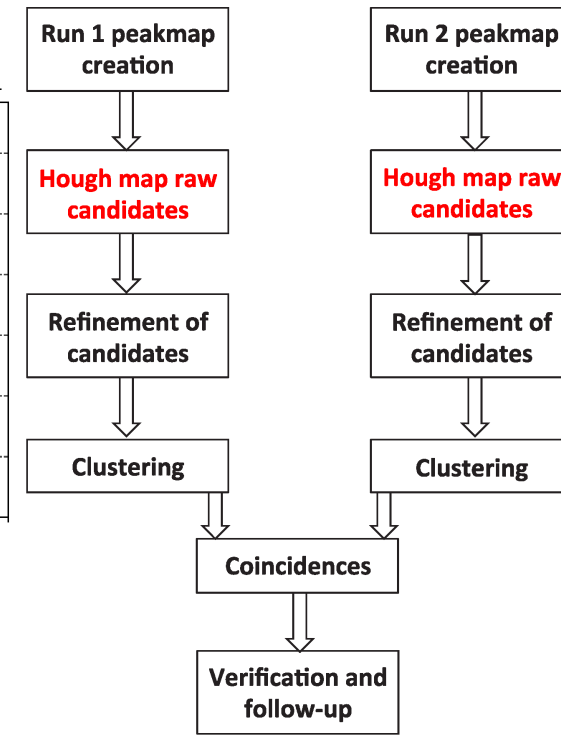 Run 1 peakmap
creation
Run 2 peakmap
creation
Hough map raw
candidates
Hough map raw
candidates
Refinement of
candidates
Refinement of
candidates
Clustering
Clustering
Coincidences
Verification and
follow-up